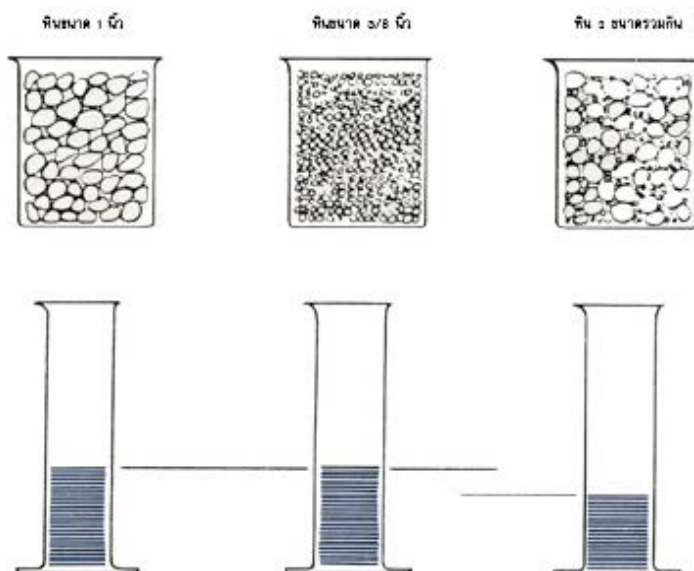 หินขนาด 1 นิ้ว
หินขนาด 3/8 นิ้ว
หิน 2 ขนาดรวมกัน